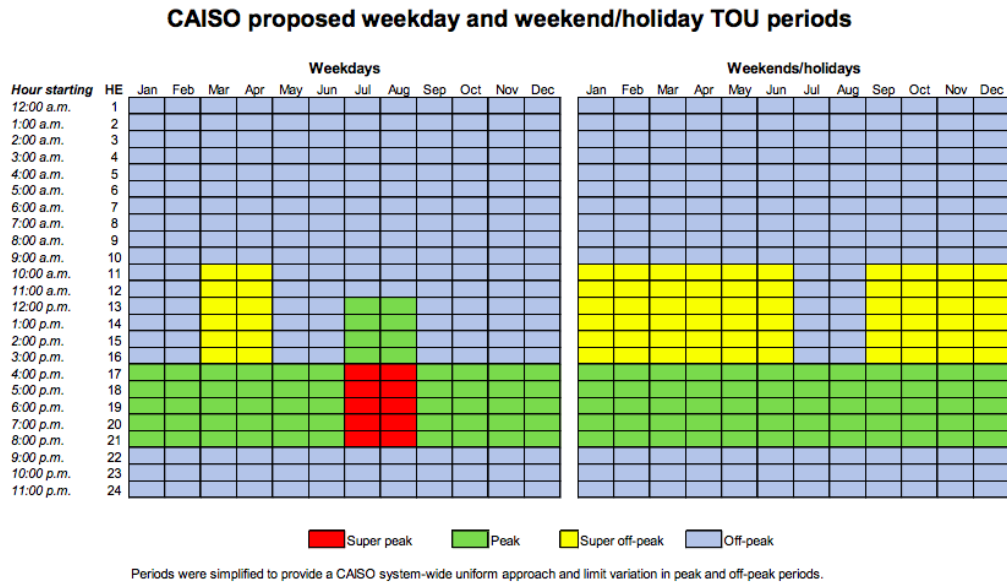 CAISO proposed weekday and weekend/holiday TOU periods
Weekdays Weekends/holidays
Hour starting HE Jan Feb Mar Apr May Jun Jul Aug Sep Oct Nov Dec Jan Feb Mar Apr May Jun Jul Aug Sep Oct Nov Dec
12:00 a.m. 1
1:00 a.m. 2
2:00 a.m. 3
3:00 a.m. 4
4:00 a.m. 5
5:00 a.m. 6
6:00 a.m. 7
7:00 a.m. 8
8:00 a.m. 9
9:00 a.m. 10
10:00 a.m. 11
11:00 a.m. 12
12:00 p.m. 13
1:00 p.m. 14
2:00 p.m. 15
3:00 p.m. 16
4:00 p.m. 17
5:00 p.m. 18
6:00 p.m. 19
7:00 p.m. 20
8:00 p.m. 21
9:00 p.m. 22
10:00 p.m. 23
11:00 p.m. 24
Super peak Peak Super off-peak Off-peak
Periods were simplified to provide a CAISO system-wide uniform approach and limit variation in peak and off-peak periods.